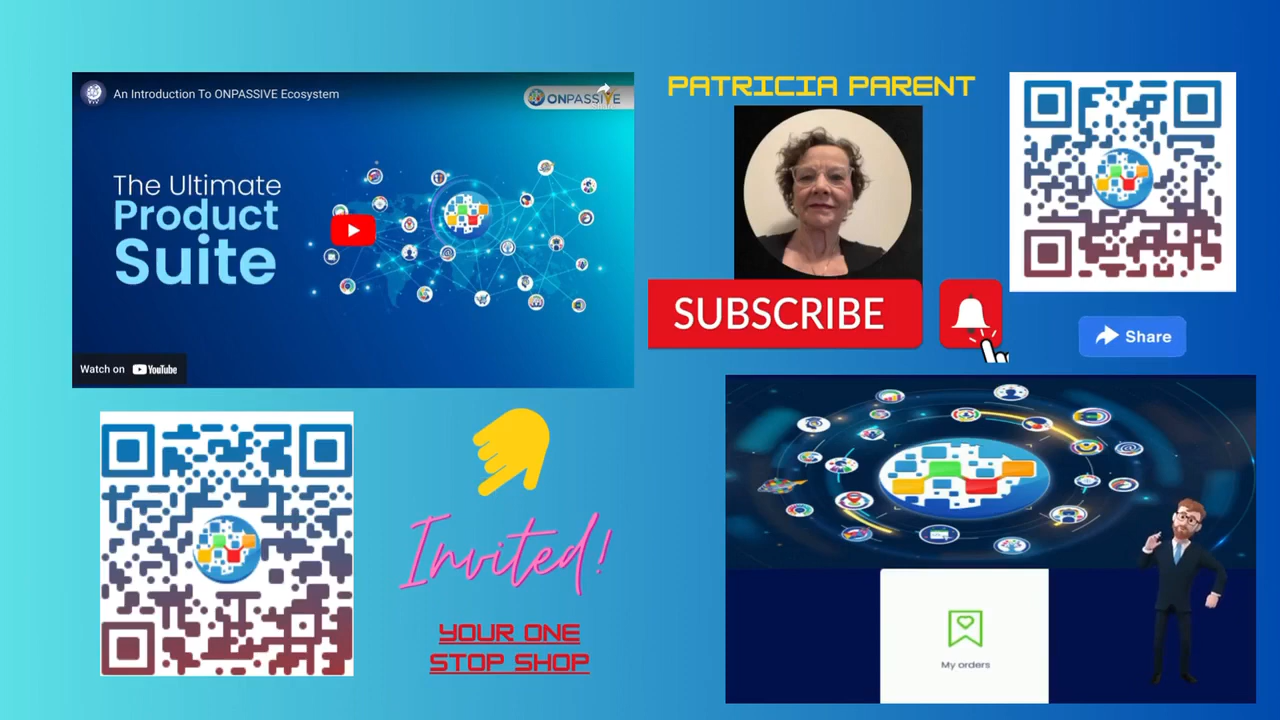 An Introduction To ONPASSIVE Ecosystem
ONPASSIVE
The Ultimate
Product
Suite
Watch on YouTube
PATRICIA PARENT
SUBSCRIBE
Share
Invited!
YOUR ONE
STOP SHOP
My orders